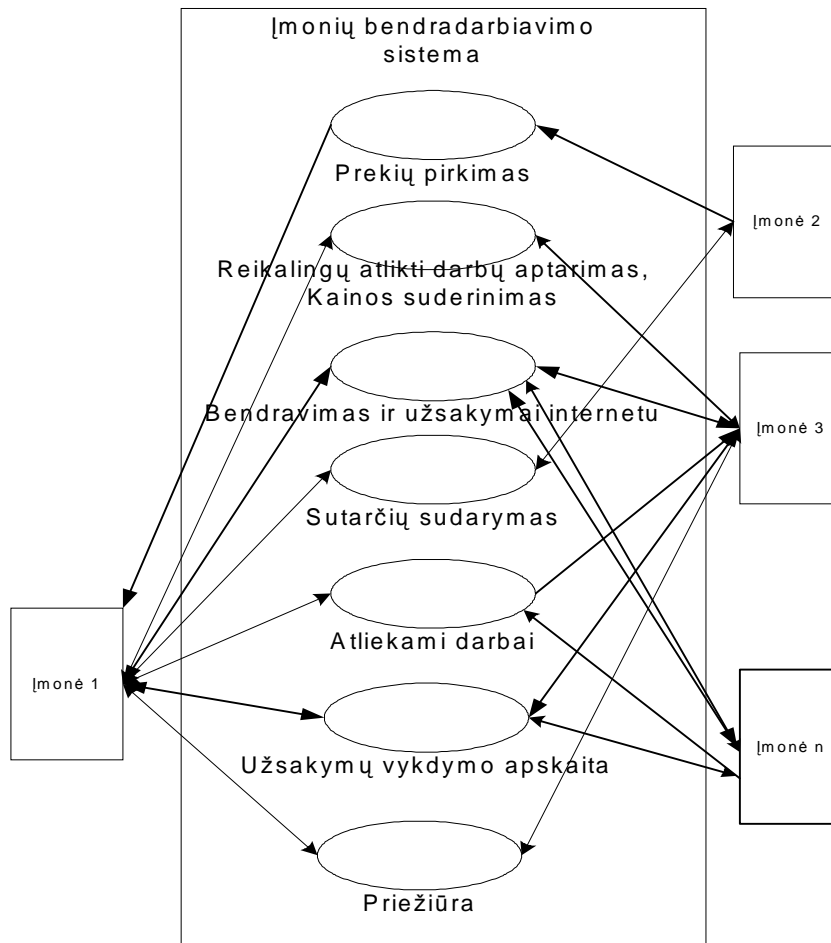 Įmonių bendradarbiavimo
sistema
Prekių pirkimas
Įmonė 2
Reikalingų atlikti darbų aptarimas,
Kainos suderinimas
Bendravimas ir užsakymai internetu
Įmonė 3
Sutarčių sudarymas
Atliekami darbai
Įmonė 1
Užsakymų vykdymo apskaita
Įmonė n
Priežiūra